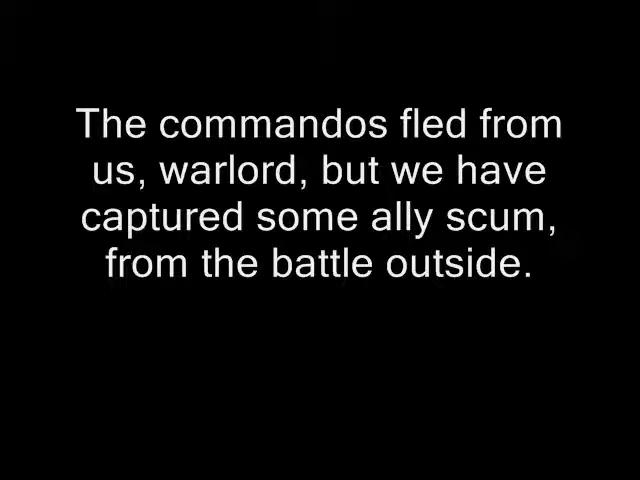 The commandos fled from
us, warlord, but we have
captured some ally scum,
from the battle outside.